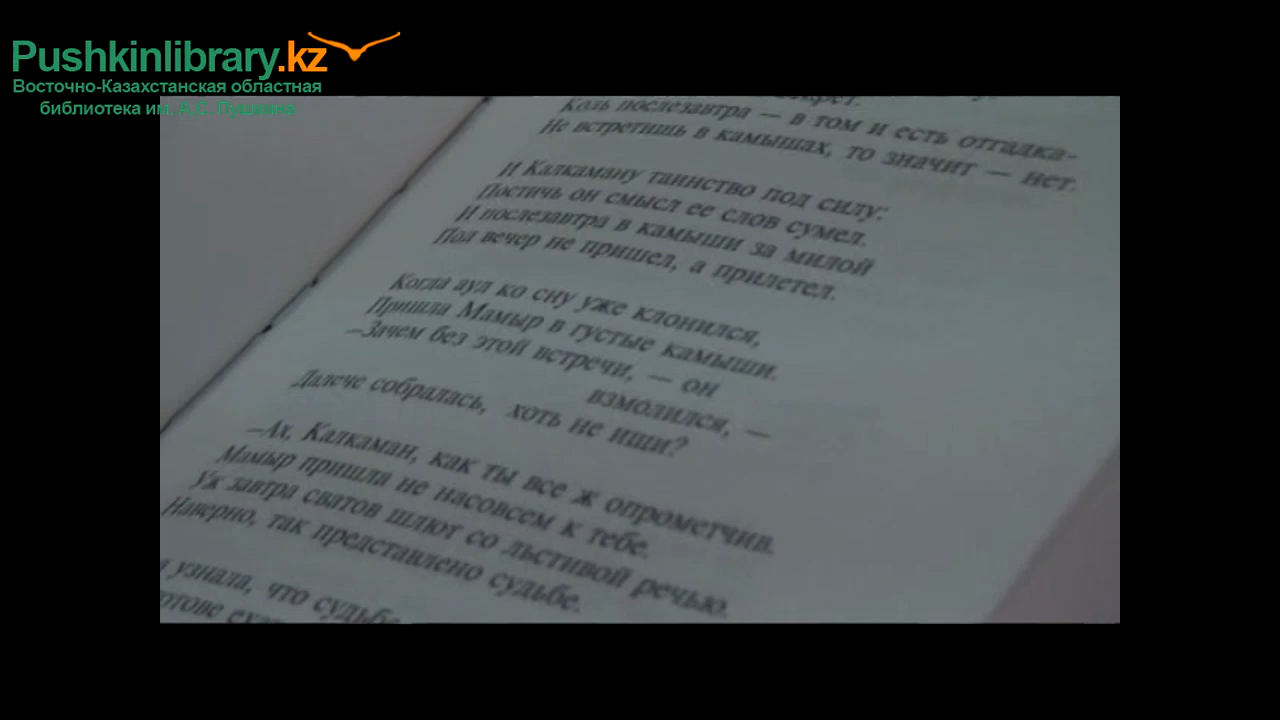 Pushkinlibrary.kz
Восточно-Казахстанская областная
библиотека им. А.С. Пушкина
Коль послезавтра — в том и есть отгадка-
Не встретишь в камышах, то значит — нет.
И Калкаману таинство под силу:
Постичь он смысл ее слов сумел.
И послезавтра в камыши за милой
Под вечер не пришел, а прилетел.
Когда аул ко сну уже клонился,
Пришла Мамыр в густые камыши.
–Зачем без этой встречи, — он
взмолился, —
Далече собралась, хоть не ищи?
–Ах, Калкаман, как ты все ж опрометчив.
Мамыр пришла не насовсем к тебе.
Уж завтра сватов шлют со льстивой речью.
Наверно, так представлено судьбе.
узнала, что судьбе